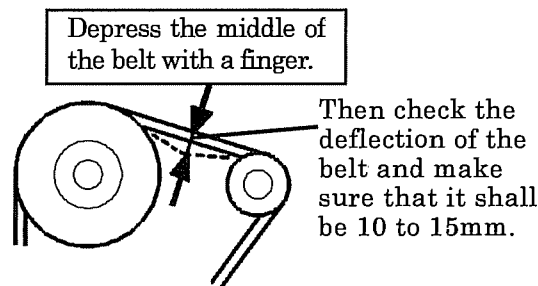 Depress the middle of
the belt with a finger.
Then check the
deflection of the
belt and make
sure that it shall
be 10 to 15mm.